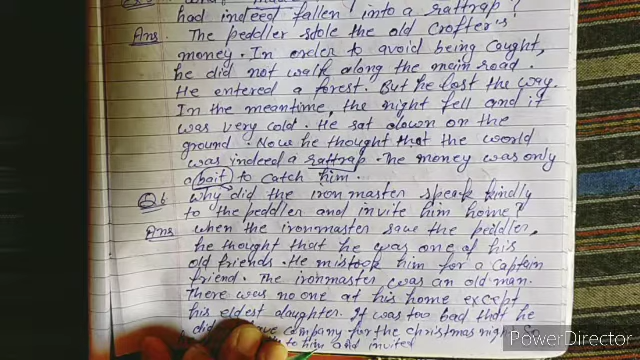 had indeed fallen into a rattrap?
Ans The peddler stole the old crofter's
money. In order to avoid being caught,
he did not walk along the main road.
He entered a forest. But he lost the way.
In the meantime, the night fell and it
was very cold. He sat down on the
ground. Now he thought that the world
was indeed a rattrap. The money was only
a bait to catch him.
Q6 Why did the ironmaster speak kindly
to the peddler and invite him home?
Ans When the ironmaster saw the peddler,
he thought that he was one of his
old friends. He mistook him for a captain
friend. The ironmaster was an old man.
There was no one at his home except
his eldest daughter. It was too bad that he
company for the christmas night. So
to him and invited
PowerDirector